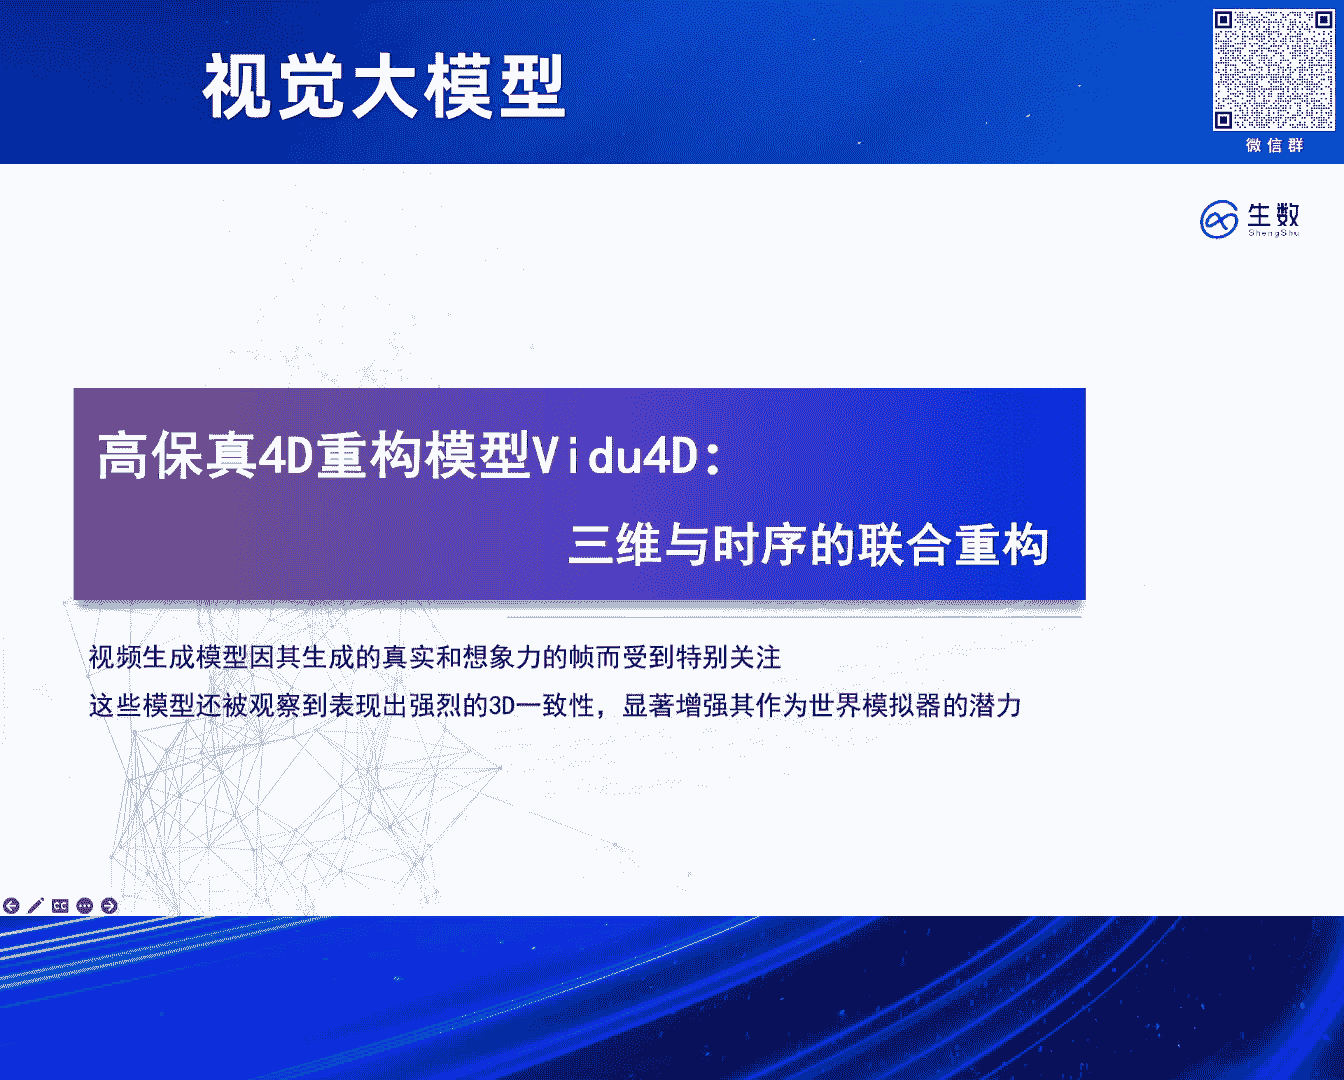 视觉大模型
微信群
生数
ShengShu
高保真4D重构模型Vidu4D：
三维与时序的联合重构
视频生成模型因其生成的真实和想象力的帧而受到特别关注
这些模型还被观察到表现出强烈的3D一致性，显著增强其作为世界模拟器的潜力
CC